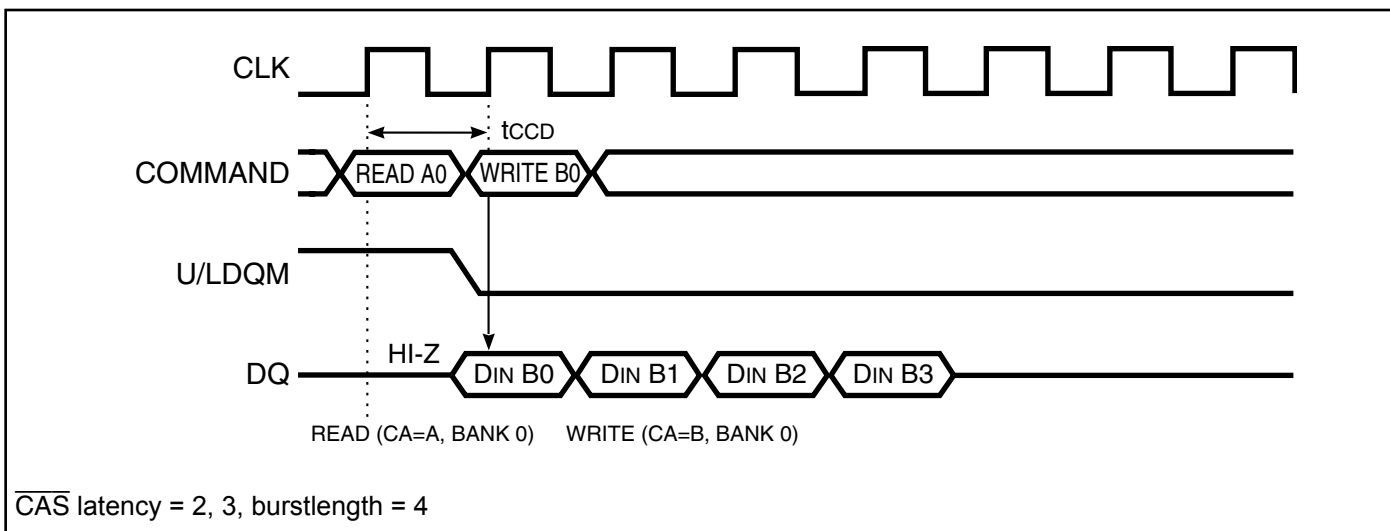 CLK
tCCD
COMMAND READ A0 WRITE B0
U/LDQM
HI-Z
DQ DIN B0 DIN B1 DIN B2 DIN B3
READ (CA=A, BANK 0) WRITE (CA=B, BANK 0)
CAS latency = 2, 3, burstlength = 4